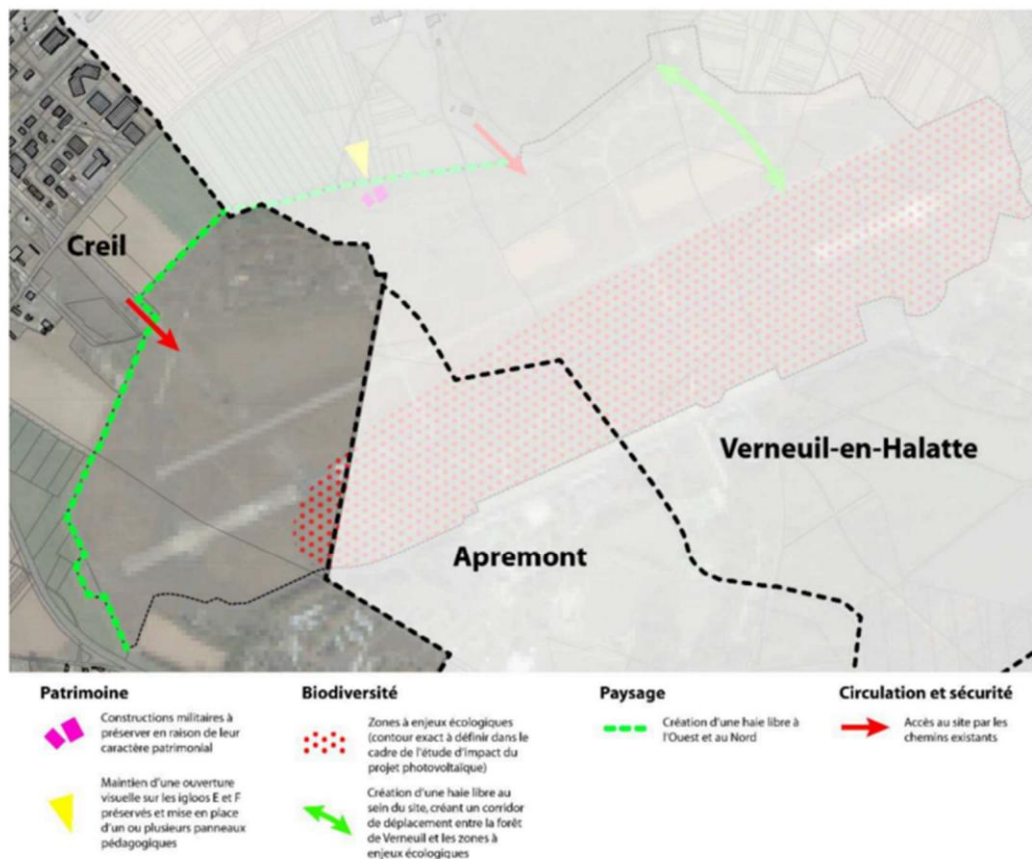 Creil
Verneuil-en-Halatte
Apremont
Patrimoine
Constructions militaires à
préserver en raison de leur
caractère patrimonial
Maintien d'une ouverture
visuelle sur les igloos E et F
préservés et mise en place
d'un ou plusieurs panneaux
pédagogiques
Biodiversité
Zones à enjeux écologiques
(contour exact à définir dans le
cadre de l'étude d'impact du
projet photovoltaïque)
Création d'une haie libre au
sein du site, créant un corridor
de déplacement entre la forêt
de Verneuil et les zones à
enjeux écologiques
Paysage
Création d'une haie libre à
l'Ouest et au Nord
Circulation et sécurité
Accès au site par les
chemins existants